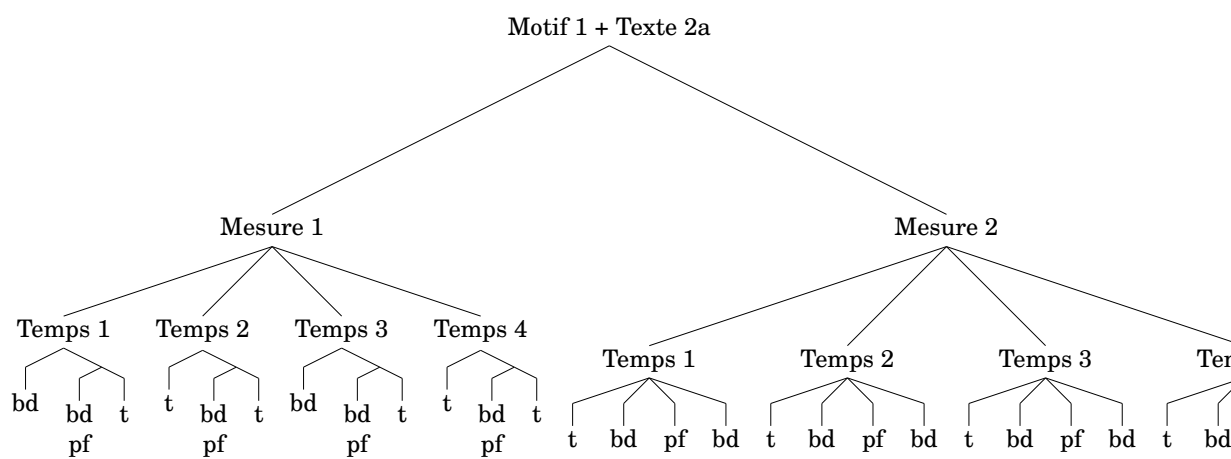 Motif 1 + Texte 2a
Mesure 1 Mesure 2
Temps 1 Temps 2 Temps 3 Temps 4
Temps 1 Temps 2 Temps 3
bd bd t t bd t bd bd t t bd t
pf pf pf pf
t bd pf bd t bd pf bd t bd pf bd t bd